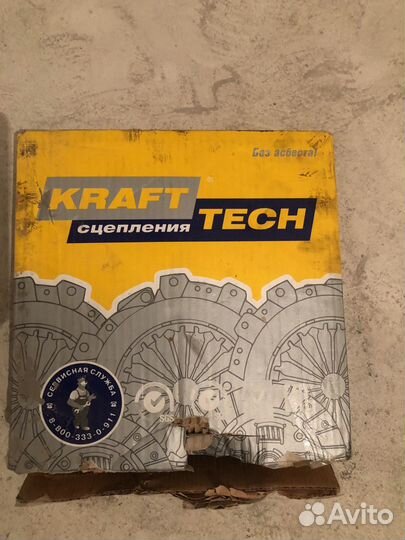 Без асбеста!
KRAFT
сцепления
TECH
СЕРВИСНАЯ СЛУЖБА
8-800-333-0-911
Avito